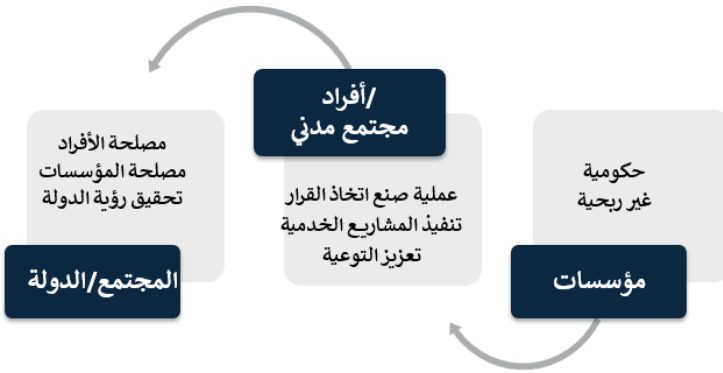 حكومية
غير ربحية
مؤسسات
أفراد/
مجتمع مدني
عملية صنع اتخاذ القرار
تنفيذ المشاريع الخدمية
تعزيز التوعية
مصلحة الأفراد
مصلحة المؤسسات
تحقيق رؤية الدولة
المجتمع/الدولة